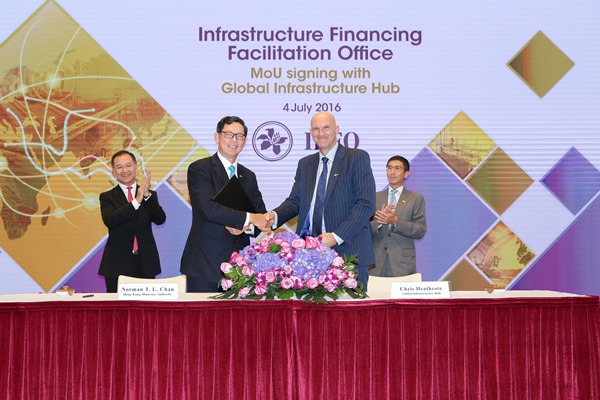 Infrastructure Financing
Facilitation Office
MoU signing with
Global Infrastructure Hub
4 July 2016
Norman T. L. Chan
Hong Kong Monetary Authority
Chris Heathcote
Global Infrastructure Hub